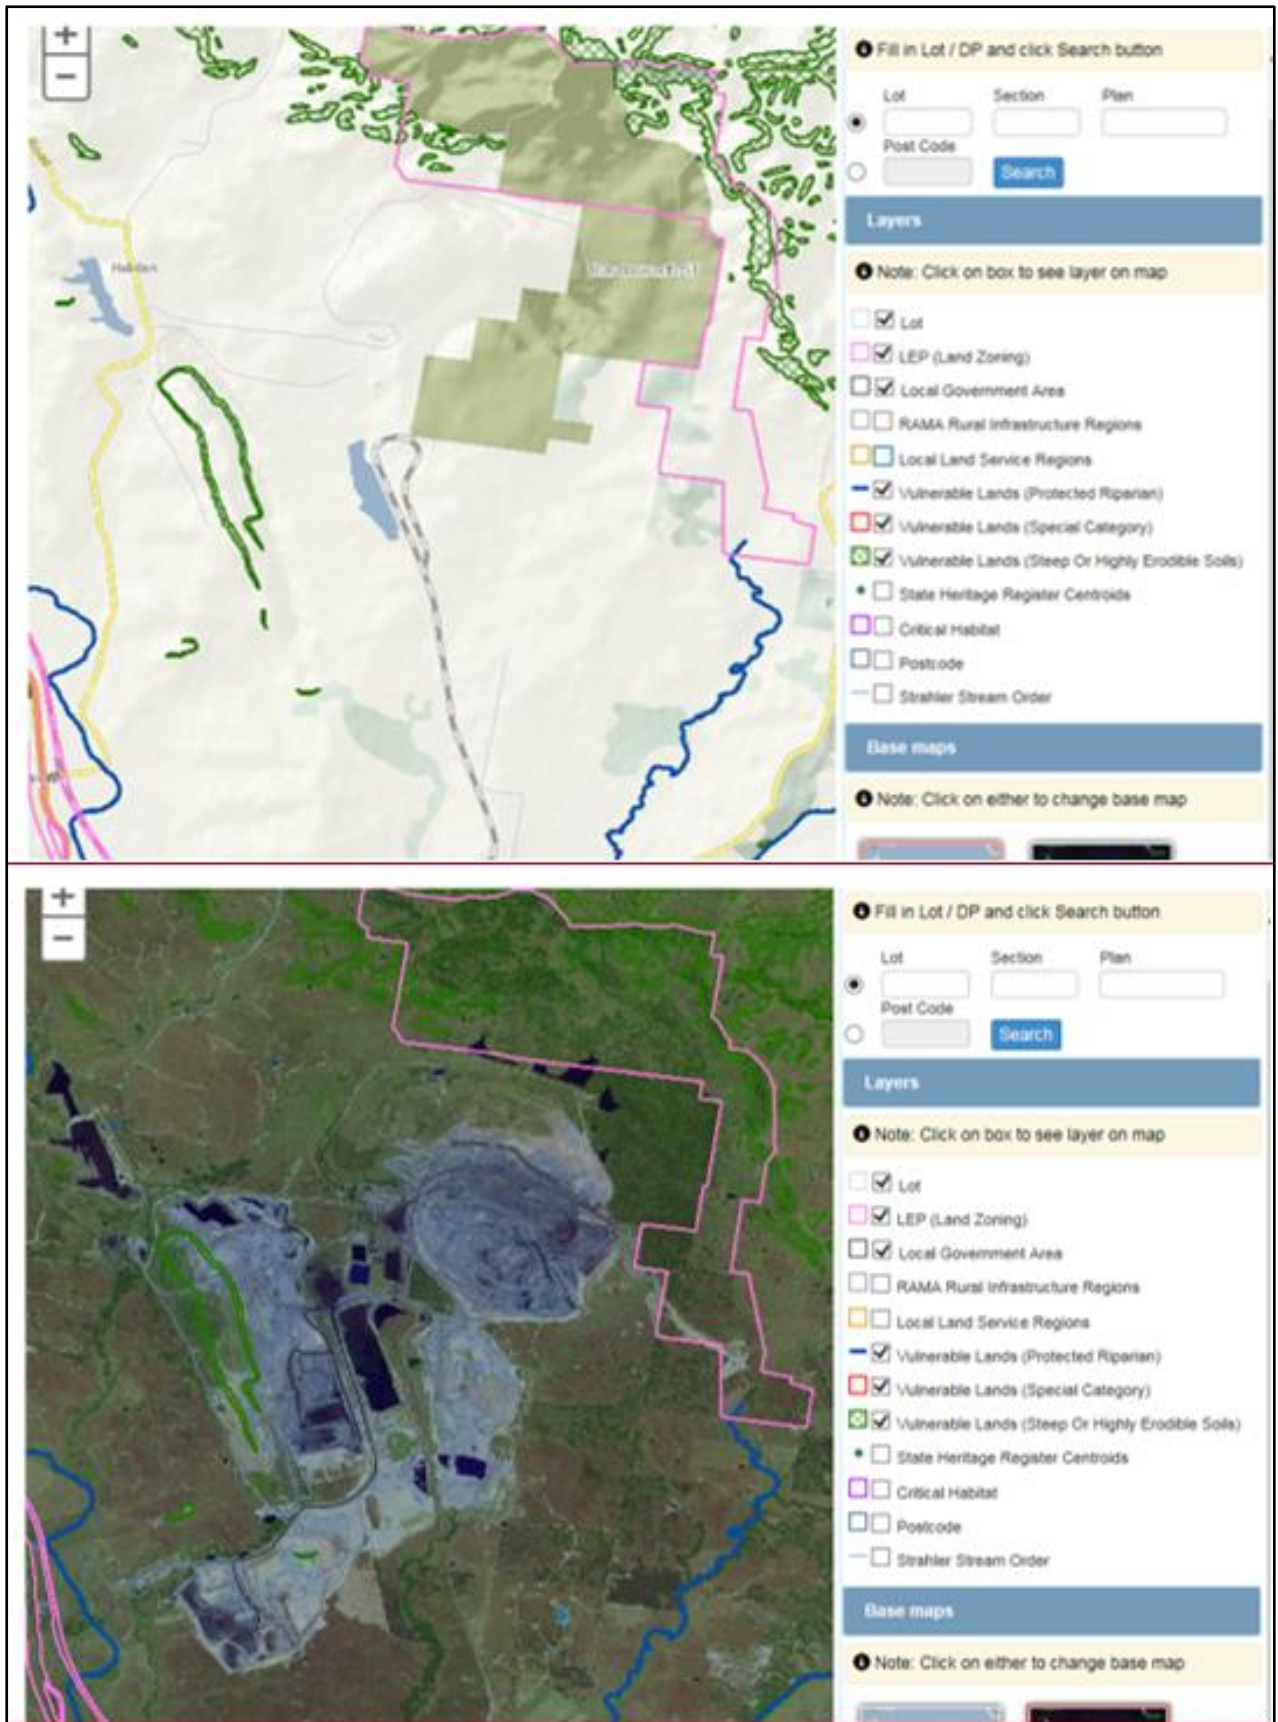 +
Fill in Lot / DP and click Search button
−
Lot Section Plan
Post Code
Search
Layers
Note: Click on box to see layer on map
Lot
LEP (Land Zoning)
Local Government Area
RAMA Rural Infrastructure Regions
Local Land Service Regions
Vulnerable Lands (Protected Riparian)
Vulnerable Lands (Special Category)
Vulnerable Lands (Steep Or Highly Erodible Soils)
State Heritage Register Centroids
Critical Habitat
Postcode
Strahler Stream Order
Base maps
Note: Click on either to change base map
+
Fill in Lot / DP and click Search button
−
Lot Section Plan
Post Code
Search
Layers
Note: Click on box to see layer on map
Lot
LEP (Land Zoning)
Local Government Area
RAMA Rural Infrastructure Regions
Local Land Service Regions
Vulnerable Lands (Protected Riparian)
Vulnerable Lands (Special Category)
Vulnerable Lands (Steep Or Highly Erodible Soils)
State Heritage Register Centroids
Critical Habitat
Postcode
Strahler Stream Order
Base maps
Note: Click on either to change base map